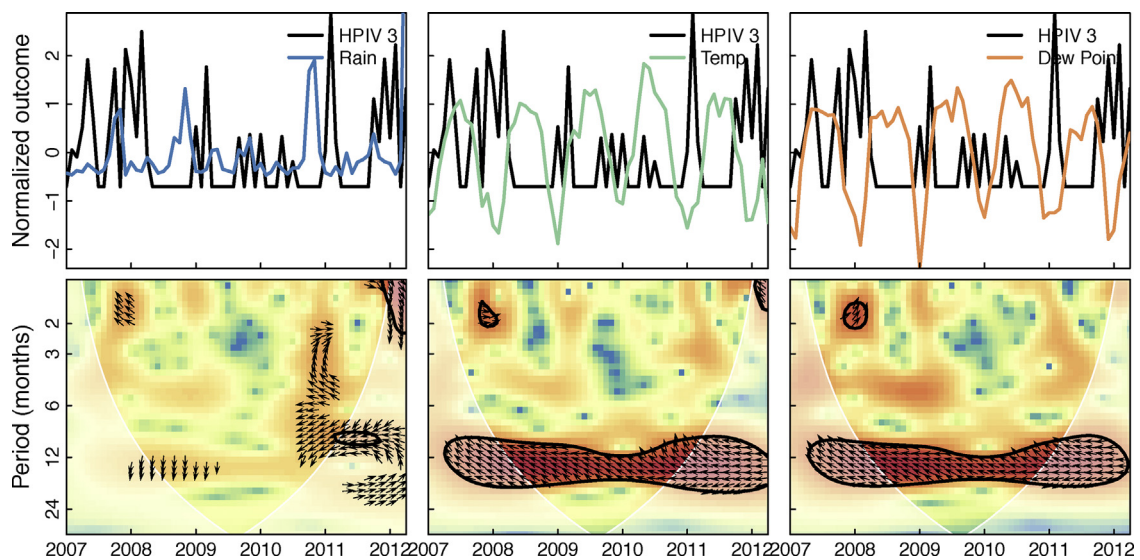 Normalized outcome
2
1
0
-1
-2
HPIV 3
Rain
HPIV 3
Temp
HPIV 3
Dew Point
Period (months)
2
3
6
12
24
2007 2008 2009 2010 2011 2012
2007 2008 2009 2010 2011 2012
2007 2008 2009 2010 2011 2012